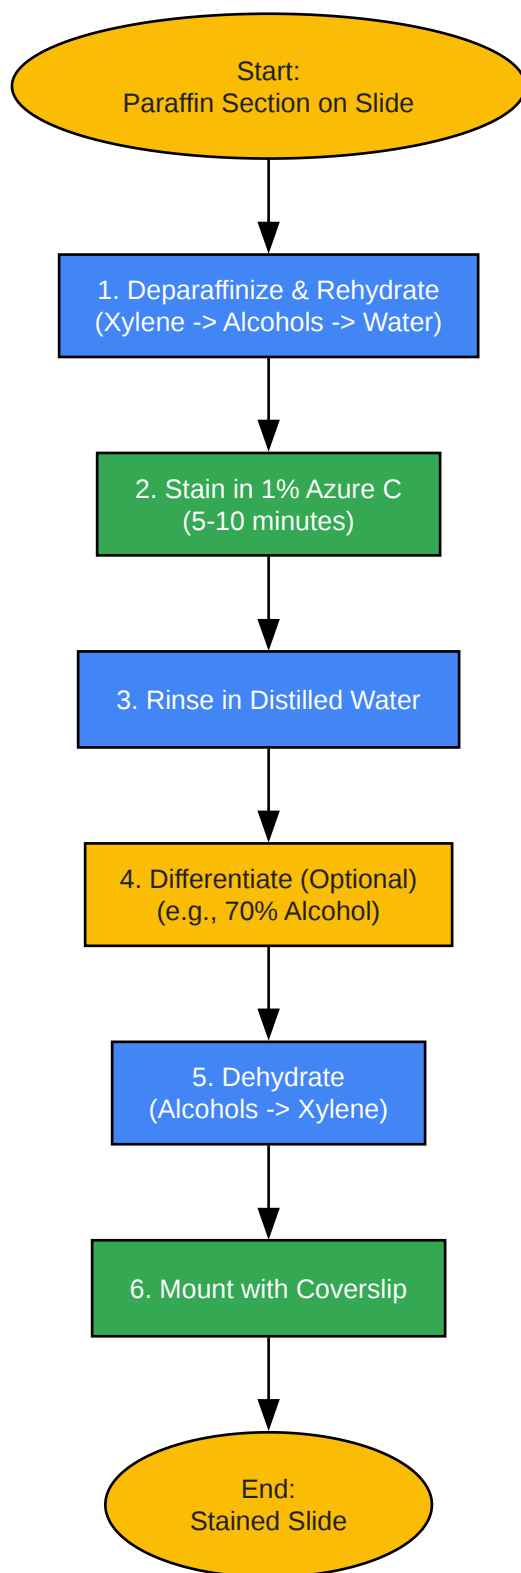 Start:
Paraffin Section on Slide
1. Deparaffinize & Rehydrate
(Xylene -> Alcohols -> Water)
2. Stain in 1% Azure C
(5-10 minutes)
3. Rinse in Distilled Water
4. Differentiate (Optional)
(e.g., 70% Alcohol)
5. Dehydrate
(Alcohols -> Xylene)
6. Mount with Coverslip
End:
Stained Slide